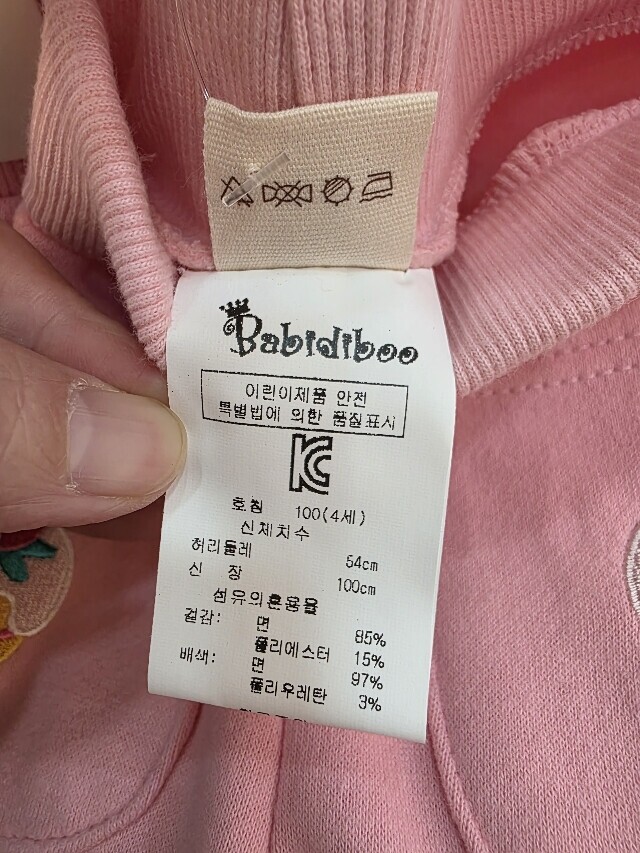 Babidiboo
어린이제품 안전
특별법에 의한 품질표시
호칭 100(4세)
신체치수
허리둘레 54cm
신 장 100cm
섬유의혼용율
겉감: 면 85%
폴리에스터 15%
배색: 면 97%
폴리우레탄 3%